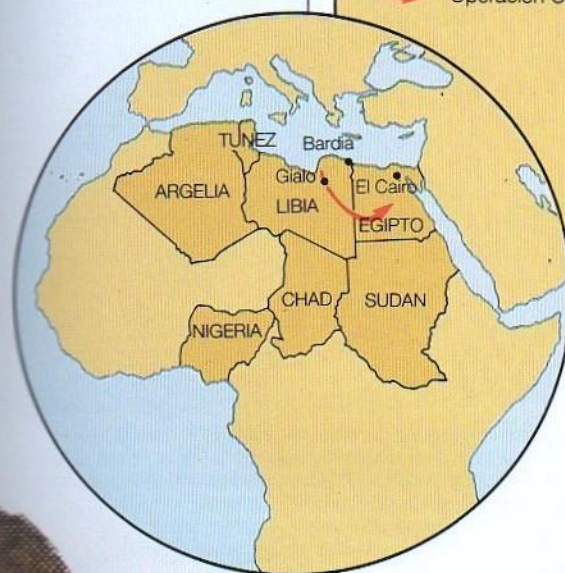 Operación
TUNEZ
Bardia
ARGELIA
Gialo
El Cairo
LIBIA
EGIPTO
CHAD
SUDAN
NIGERIA